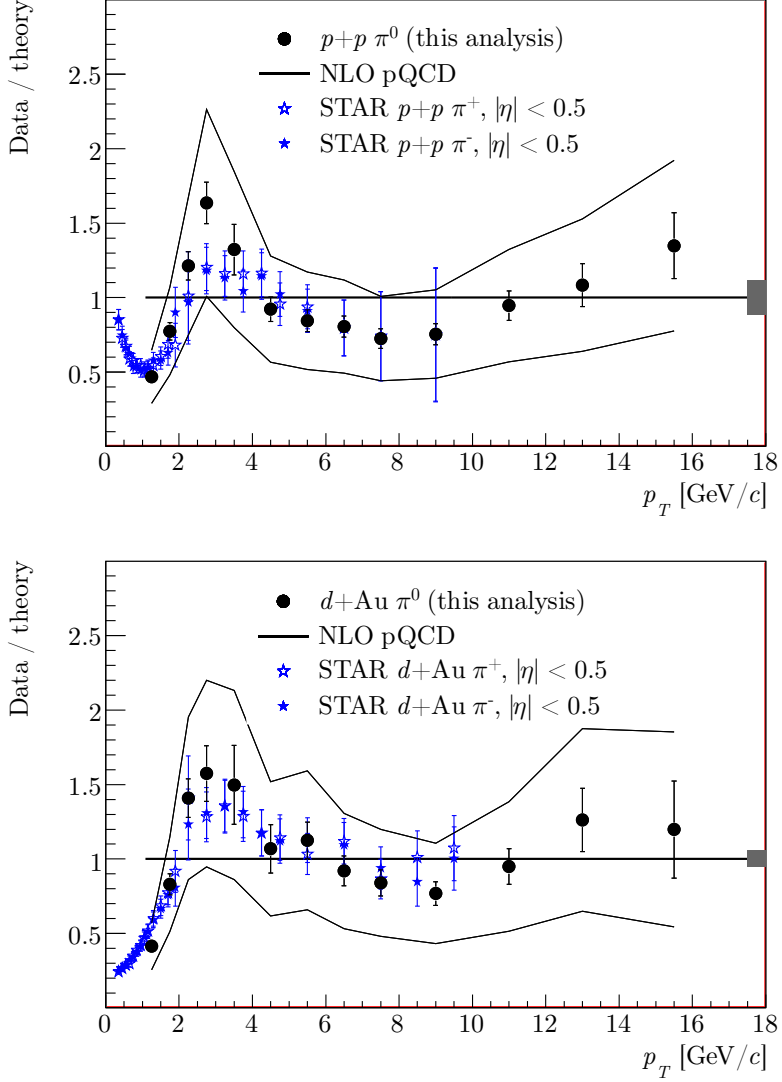 Data / theory
p+p π⁰ (this analysis)
NLO pQCD
STAR p+p π⁺, |η| < 0.5
STAR p+p π⁻, |η| < 0.5
2.5
2
1.5
1
0.5
0 2 4 6 8 10 12 14 16 18
p_T [GeV/c]
Data / theory
d+Au π⁰ (this analysis)
NLO pQCD
STAR d+Au π⁺, |η| < 0.5
STAR d+Au π⁻, |η| < 0.5
2.5
2
1.5
1
0.5
0 2 4 6 8 10 12 14 16 18
p_T [GeV/c]